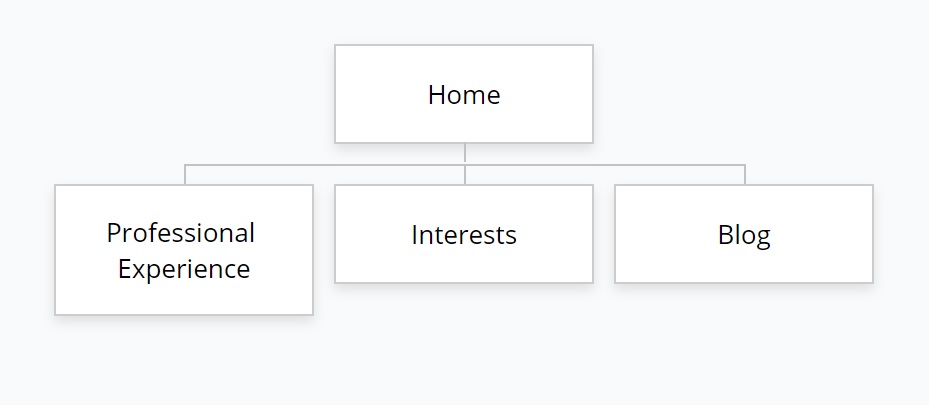 Home
Professional
Experience
Interests
Blog